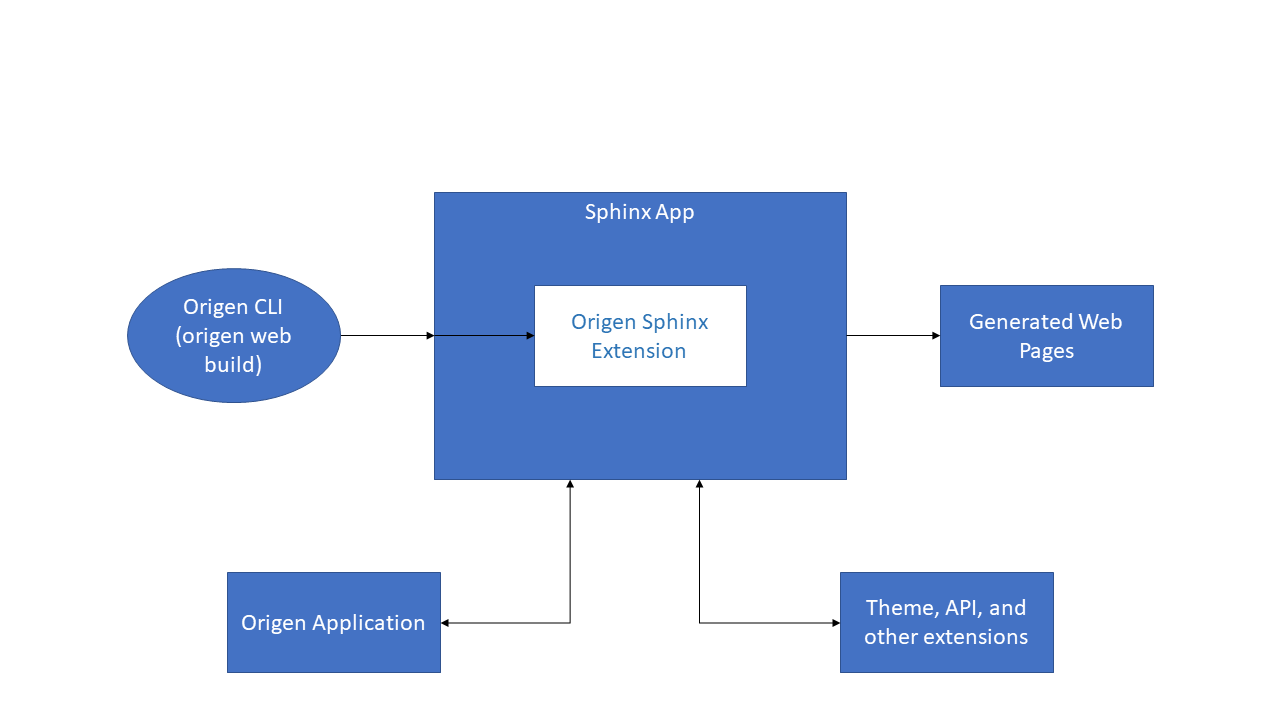 Sphinx App
Origen CLI
(origen web
build)
Origen Sphinx
Extension
Generated Web
Pages
Origen Application
Theme, API, and
other extensions